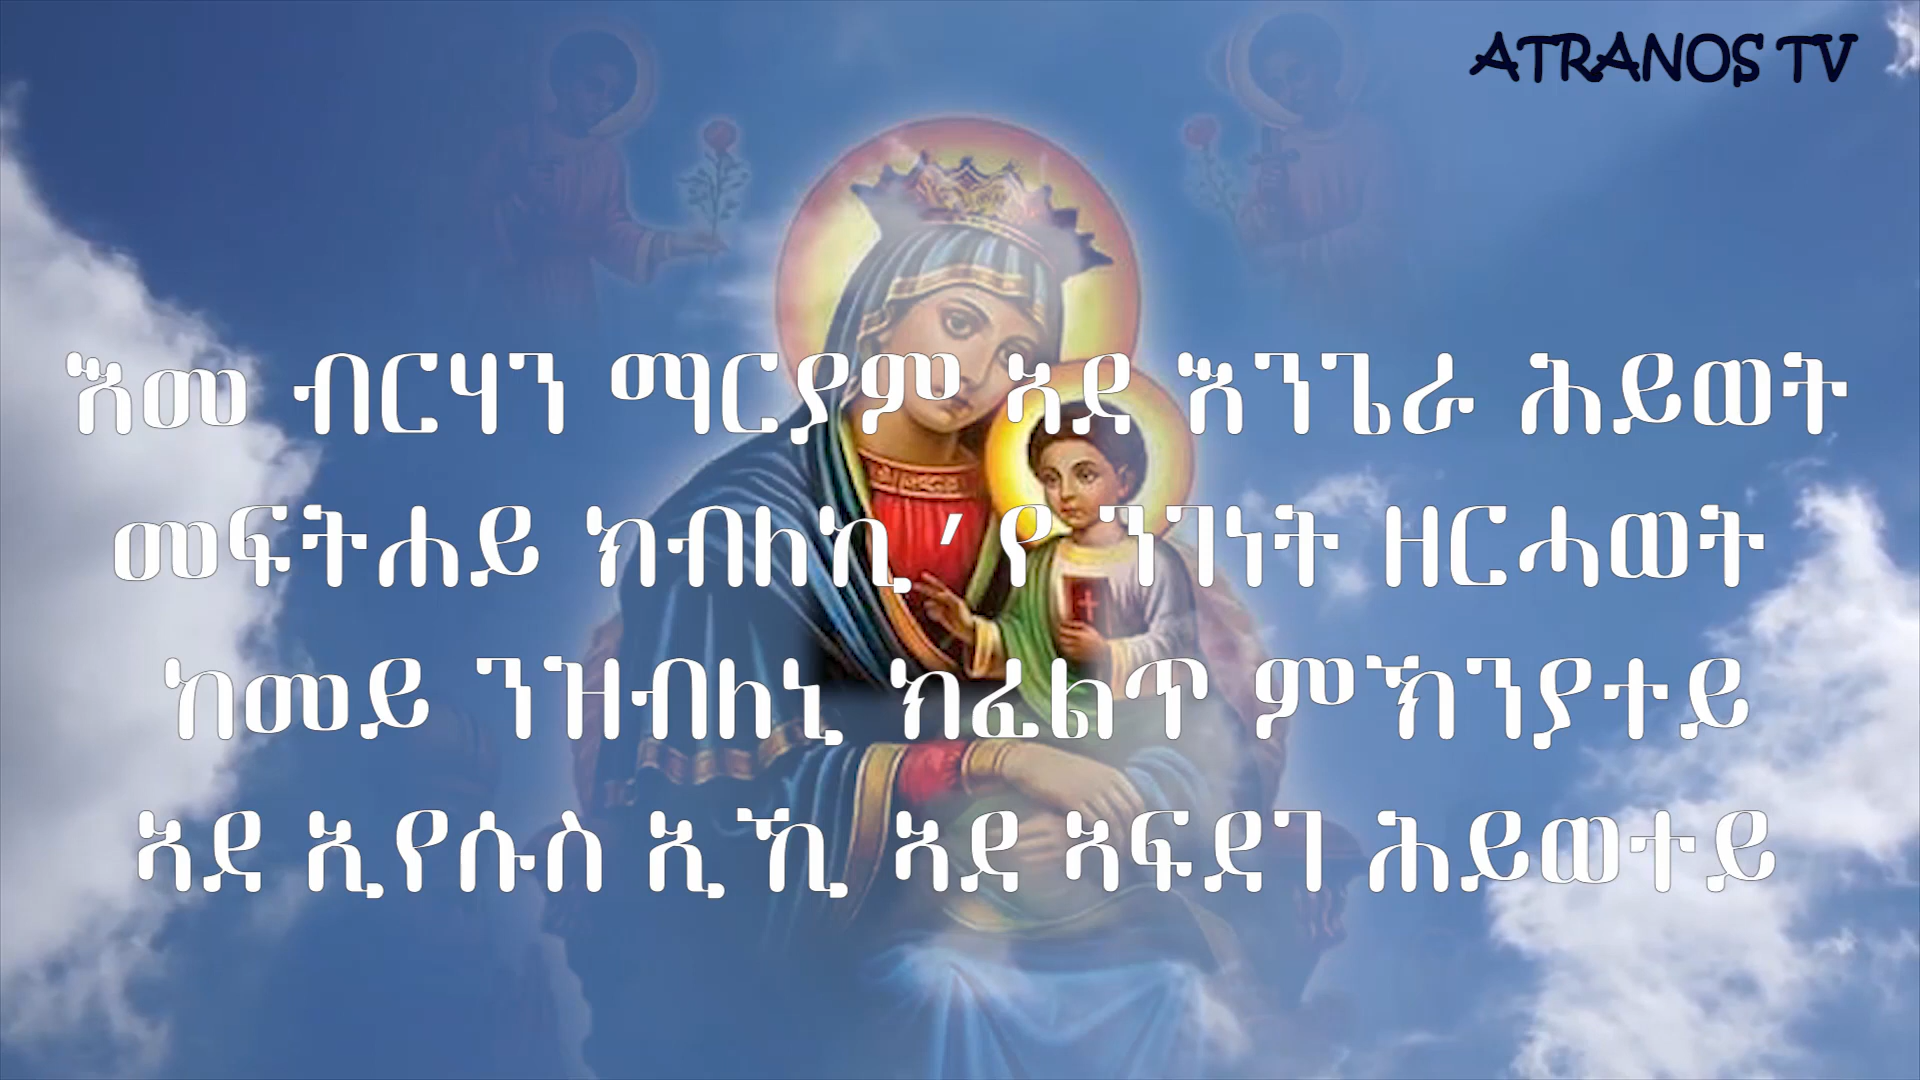 ATRANOS TV
እመ ብርሃን ማርያም ኣደ እንጌራ ሕይወት
መፍትሐይ ክብለኪ ' የ ንገነት ዘርሓወት
ከመይ ንዝብለኒ ክፈልጥ ምኽንያተይ
ኣደ ኢየሱስ ኢኺ ኣደ ኣፍደገ ሕይወተይ